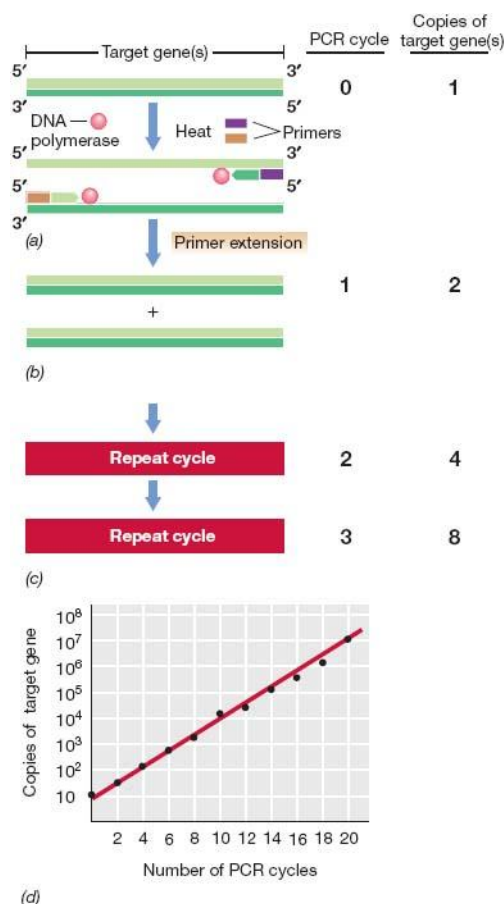 Target gene(s)
PCR cycle
Copies of
target gene(s)
5′
3′
3′
5′
0
1
DNA
polymerase
Heat
Primers
5′
3′
5′
5′
3′
(a)
Primer extension
1
2
+
(b)
Repeat cycle
2
4
Repeat cycle
3
8
(c)
Copies of target gene
10⁸
10⁷
10⁶
10⁵
10⁴
10³
10²
10
2 4 6 8 10 12 14 16 18 20
Number of PCR cycles
(d)